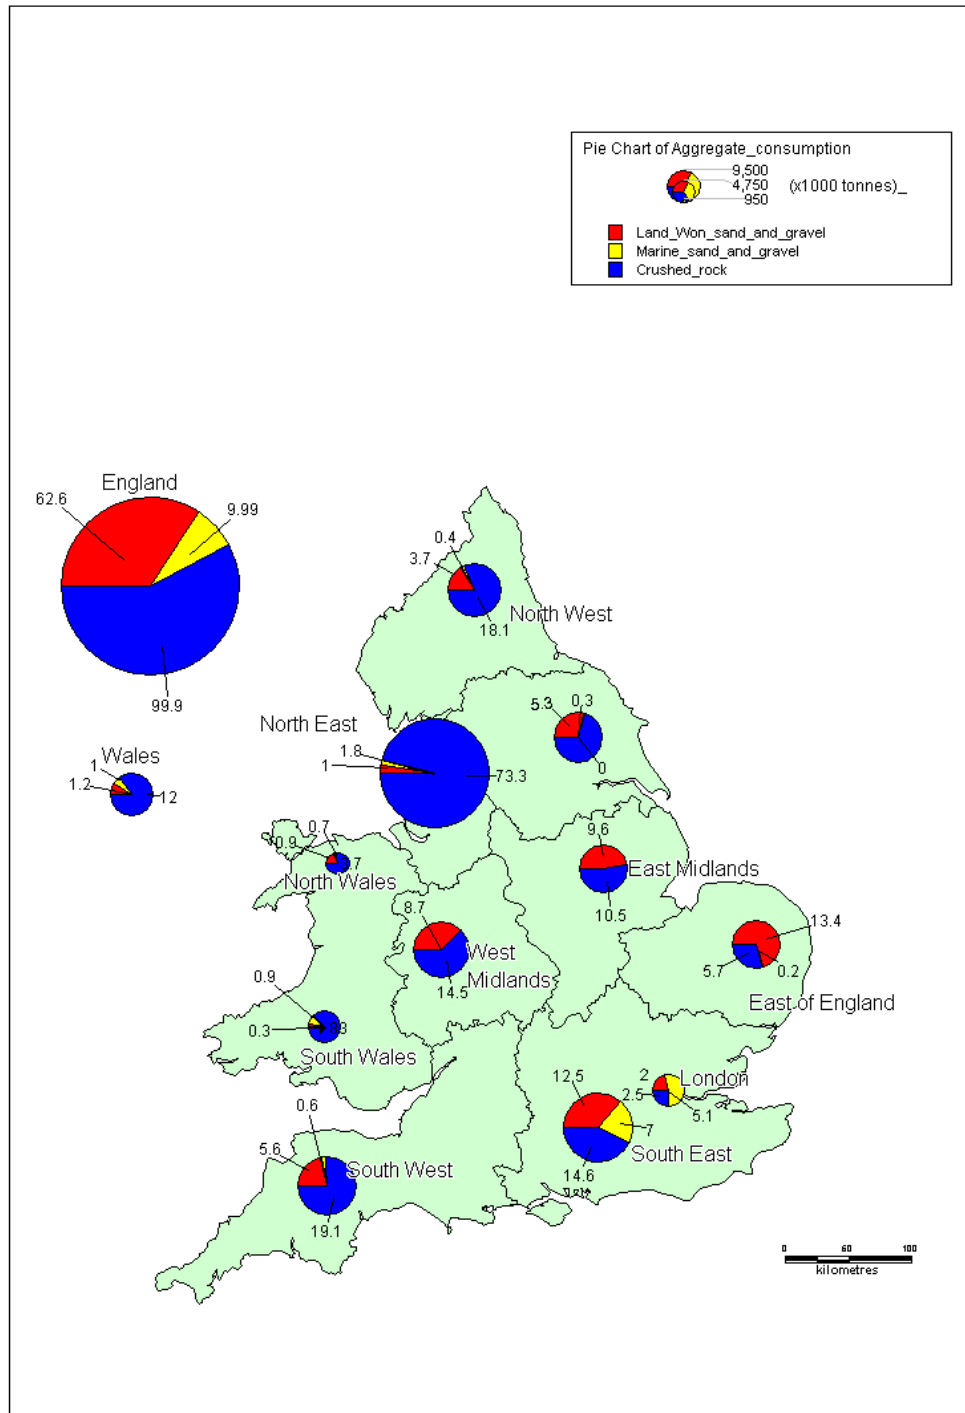 Pie Chart of Aggregate_consumption
9,500
4,750
950
(x1000 tonnes)_
Land_Won_sand_and_gravel
Marine_sand_and_gravel
Crushed_rock
England
62.6
9.99
99.9
Wales
1
1.2
12
0.4
3.7
North West
18.1
North East
1.8
1
73.3
5.3
0.3
0
0.7
0.9
North Wales
9.6
East Midlands
10.5
8.7
West
Midlands
14.5
13.4
5.7
0.2
East of England
0.9
0.3
South Wales
12.5
2
London
2.5
5.1
7
South East
14.6
0.6
5.6
South West
19.1
0
60
100
kilometres